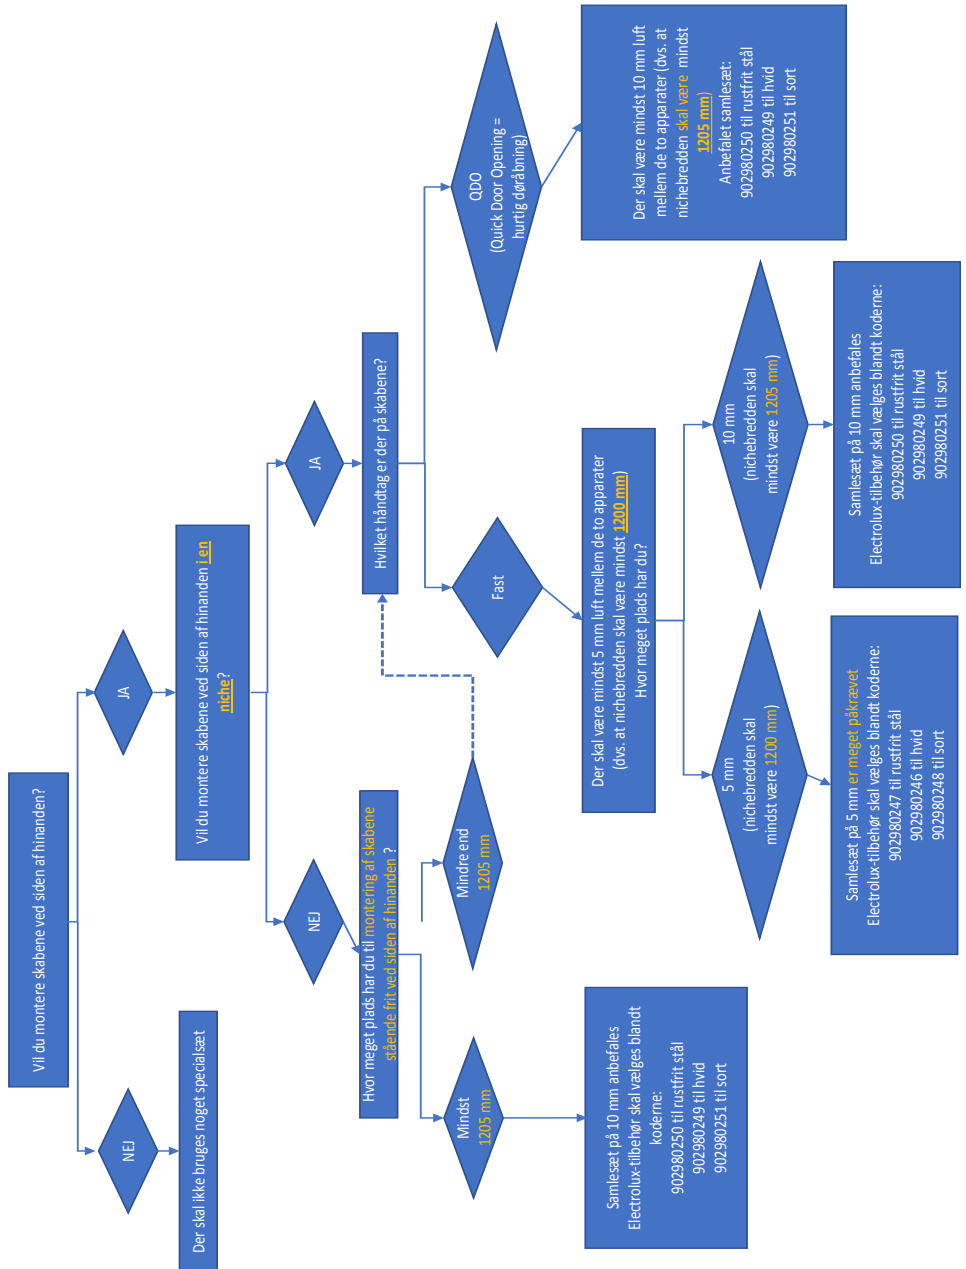 Vil du montere skabene ved siden af hinanden?
NEJ
JA
Der skal ikke bruges noget specialsæt
Vil du montere skabene ved siden af hinanden i en
niche?
NEJ
JA
Hvor meget plads har du til montering af skabene
stående frit ved siden af hinanden ?
Hvilket håndtag er der på skabene?
Mindst
1205 mm
Mindre end
1205 mm
Fast
QDO
(Quick Door Opening =
hurtig døråbning)
Samlesæt på 10 mm anbefales
Electrolux-tilbehør skal vælges blandt
koderne:
902980250 til rustfrit stål
902980249 til hvid
902980251 til sort
Der skal være mindst 5 mm luft mellem de to apparater
(dvs. at nichebredden skal være mindst 1200 mm)
Hvor meget plads har du?
Der skal være mindst 10 mm luft
mellem de to apparater (dvs. at
nichebredden skal være mindst
1205 mm)
Anbefalet samlesæt:
902980250 til rustfrit stål
902980249 til hvid
902980251 til sort
5 mm
(nichebredden skal
mindst være 1200 mm)
10 mm
(nichebredden skal
mindst være 1205 mm)
Samlesæt på 5 mm er meget påkrævet
Electrolux-tilbehør skal vælges blandt koderne:
902980247 til rustfrit stål
902980246 til hvid
902980248 til sort
Samlesæt på 10 mm anbefales
Electrolux-tilbehør skal vælges blandt koderne:
902980250 til rustfrit stål
902980249 til hvid
902980251 til sort